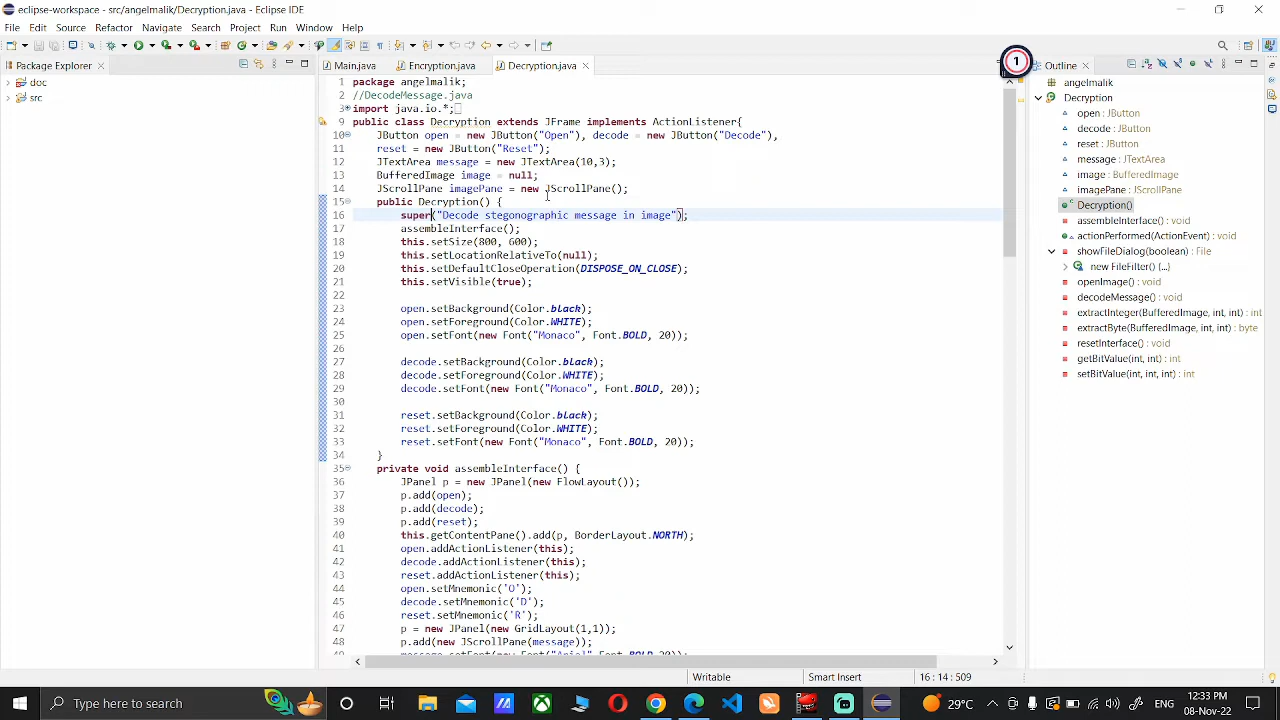 eclipse-workspace - src/angelmalik/Decryption.java - Eclipse IDE
File Edit Source Refactor Navigate Search Project Run Window Help
Package Explorer
Main.java Encryption.java Decryption.java
1
Outline
doc
src
1 package angelmalik;
2 //DecodeMessage.java
3 import java.io.*;
9 public class Decryption extends JFrame implements ActionListener{
10 JButton open = new JButton("Open"), decode = new JButton("Decode"),
11 reset = new JButton("Reset");
12 JTextArea message = new JTextArea(10,3);
13 BufferedImage image = null;
14 JScrollPane imagePane = new JScrollPane();
15 public Decryption() {
16 super("Decode stegonographic message in image");
17 assembleInterface();
18 this.setSize(800, 600);
19 this.setLocationRelativeTo(null);
20 this.setDefaultCloseOperation(DISPOSE_ON_CLOSE);
21 this.setVisible(true);
22
23 open.setBackground(Color.black);
24 open.setForeground(Color.WHITE);
25 open.setFont(new Font("Monaco", Font.BOLD, 20));
26
27 decode.setBackground(Color.black);
28 decode.setForeground(Color.WHITE);
29 decode.setFont(new Font("Monaco", Font.BOLD, 20));
30
31 reset.setBackground(Color.black);
32 reset.setForeground(Color.WHITE);
33 reset.setFont(new Font("Monaco", Font.BOLD, 20));
34 }
35 private void assembleInterface() {
36 JPanel p = new JPanel(new FlowLayout());
37 p.add(open);
38 p.add(decode);
39 p.add(reset);
40 this.getContentPane().add(p, BorderLayout.NORTH);
41 open.addActionListener(this);
42 decode.addActionListener(this);
43 reset.addActionListener(this);
44 open.setMnemonic('O');
45 decode.setMnemonic('D');
46 reset.setMnemonic('R');
47 p = new JPanel(new GridLayout(1,1));
48 p.add(new JScrollPane(message));
49 message.setFont(new Font("Arial", Font.BOLD,20));
angelmalik
Decryption
open : JButton
decode : JButton
reset : JButton
message : JTextArea
image : BufferedImage
imagePane : JScrollPane
Decryption()
assembleInterface() : void
actionPerformed(ActionEvent) : void
showFileDialog(boolean) : File
new FileFilter() {...}
openImage() : void
decodeMessage() : void
extractInteger(BufferedImage, int, int) : int
extractByte(BufferedImage, int, int) : byte
resetInterface() : void
getBitValue(int, int) : int
setBitValue(int, int, int) : int
Writable Smart Insert 16 : 14 : 509
Type here to search
29°C
12:33 PM
08-Nov-22